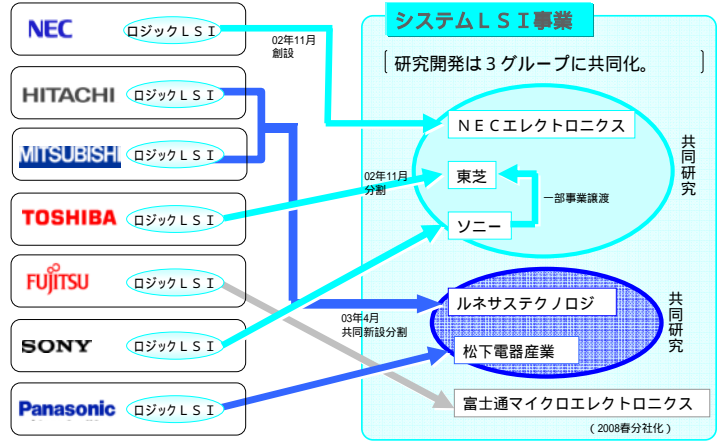 NEC
ロジックＬＳＩ
HITACHI
ロジックＬＳＩ
MITSUBISHI
ロジックＬＳＩ
TOSHIBA
ロジックＬＳＩ
FUJITSU
ロジックＬＳＩ
SONY
ロジックＬＳＩ
Panasonic
ロジックＬＳＩ
02年11月
創設
02年11月
分割
03年4月
共同新設分割
システムＬＳＩ事業
研究開発は３グループに共同化。
ＮＥＣエレクトロニクス
東芝
一部事業譲渡
ソニー
共同研究
ルネサステクノロジ
松下電器産業
共同研究
富士通マイクロエレクトロニクス
（2008春分社化）